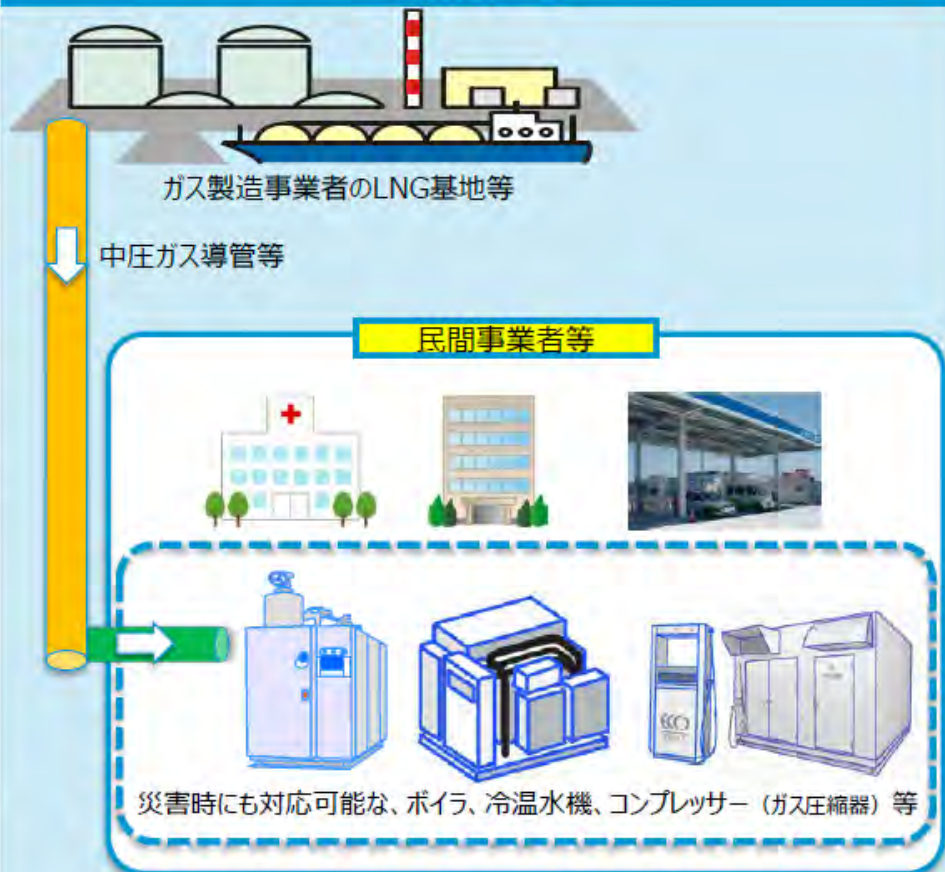 ガス製造事業者のLNG基地等
中圧ガス導管等
民間事業者等
ECO
災害時にも対応可能な、ボイラ、冷温水機、コンプレッサー（ガス圧縮器）等